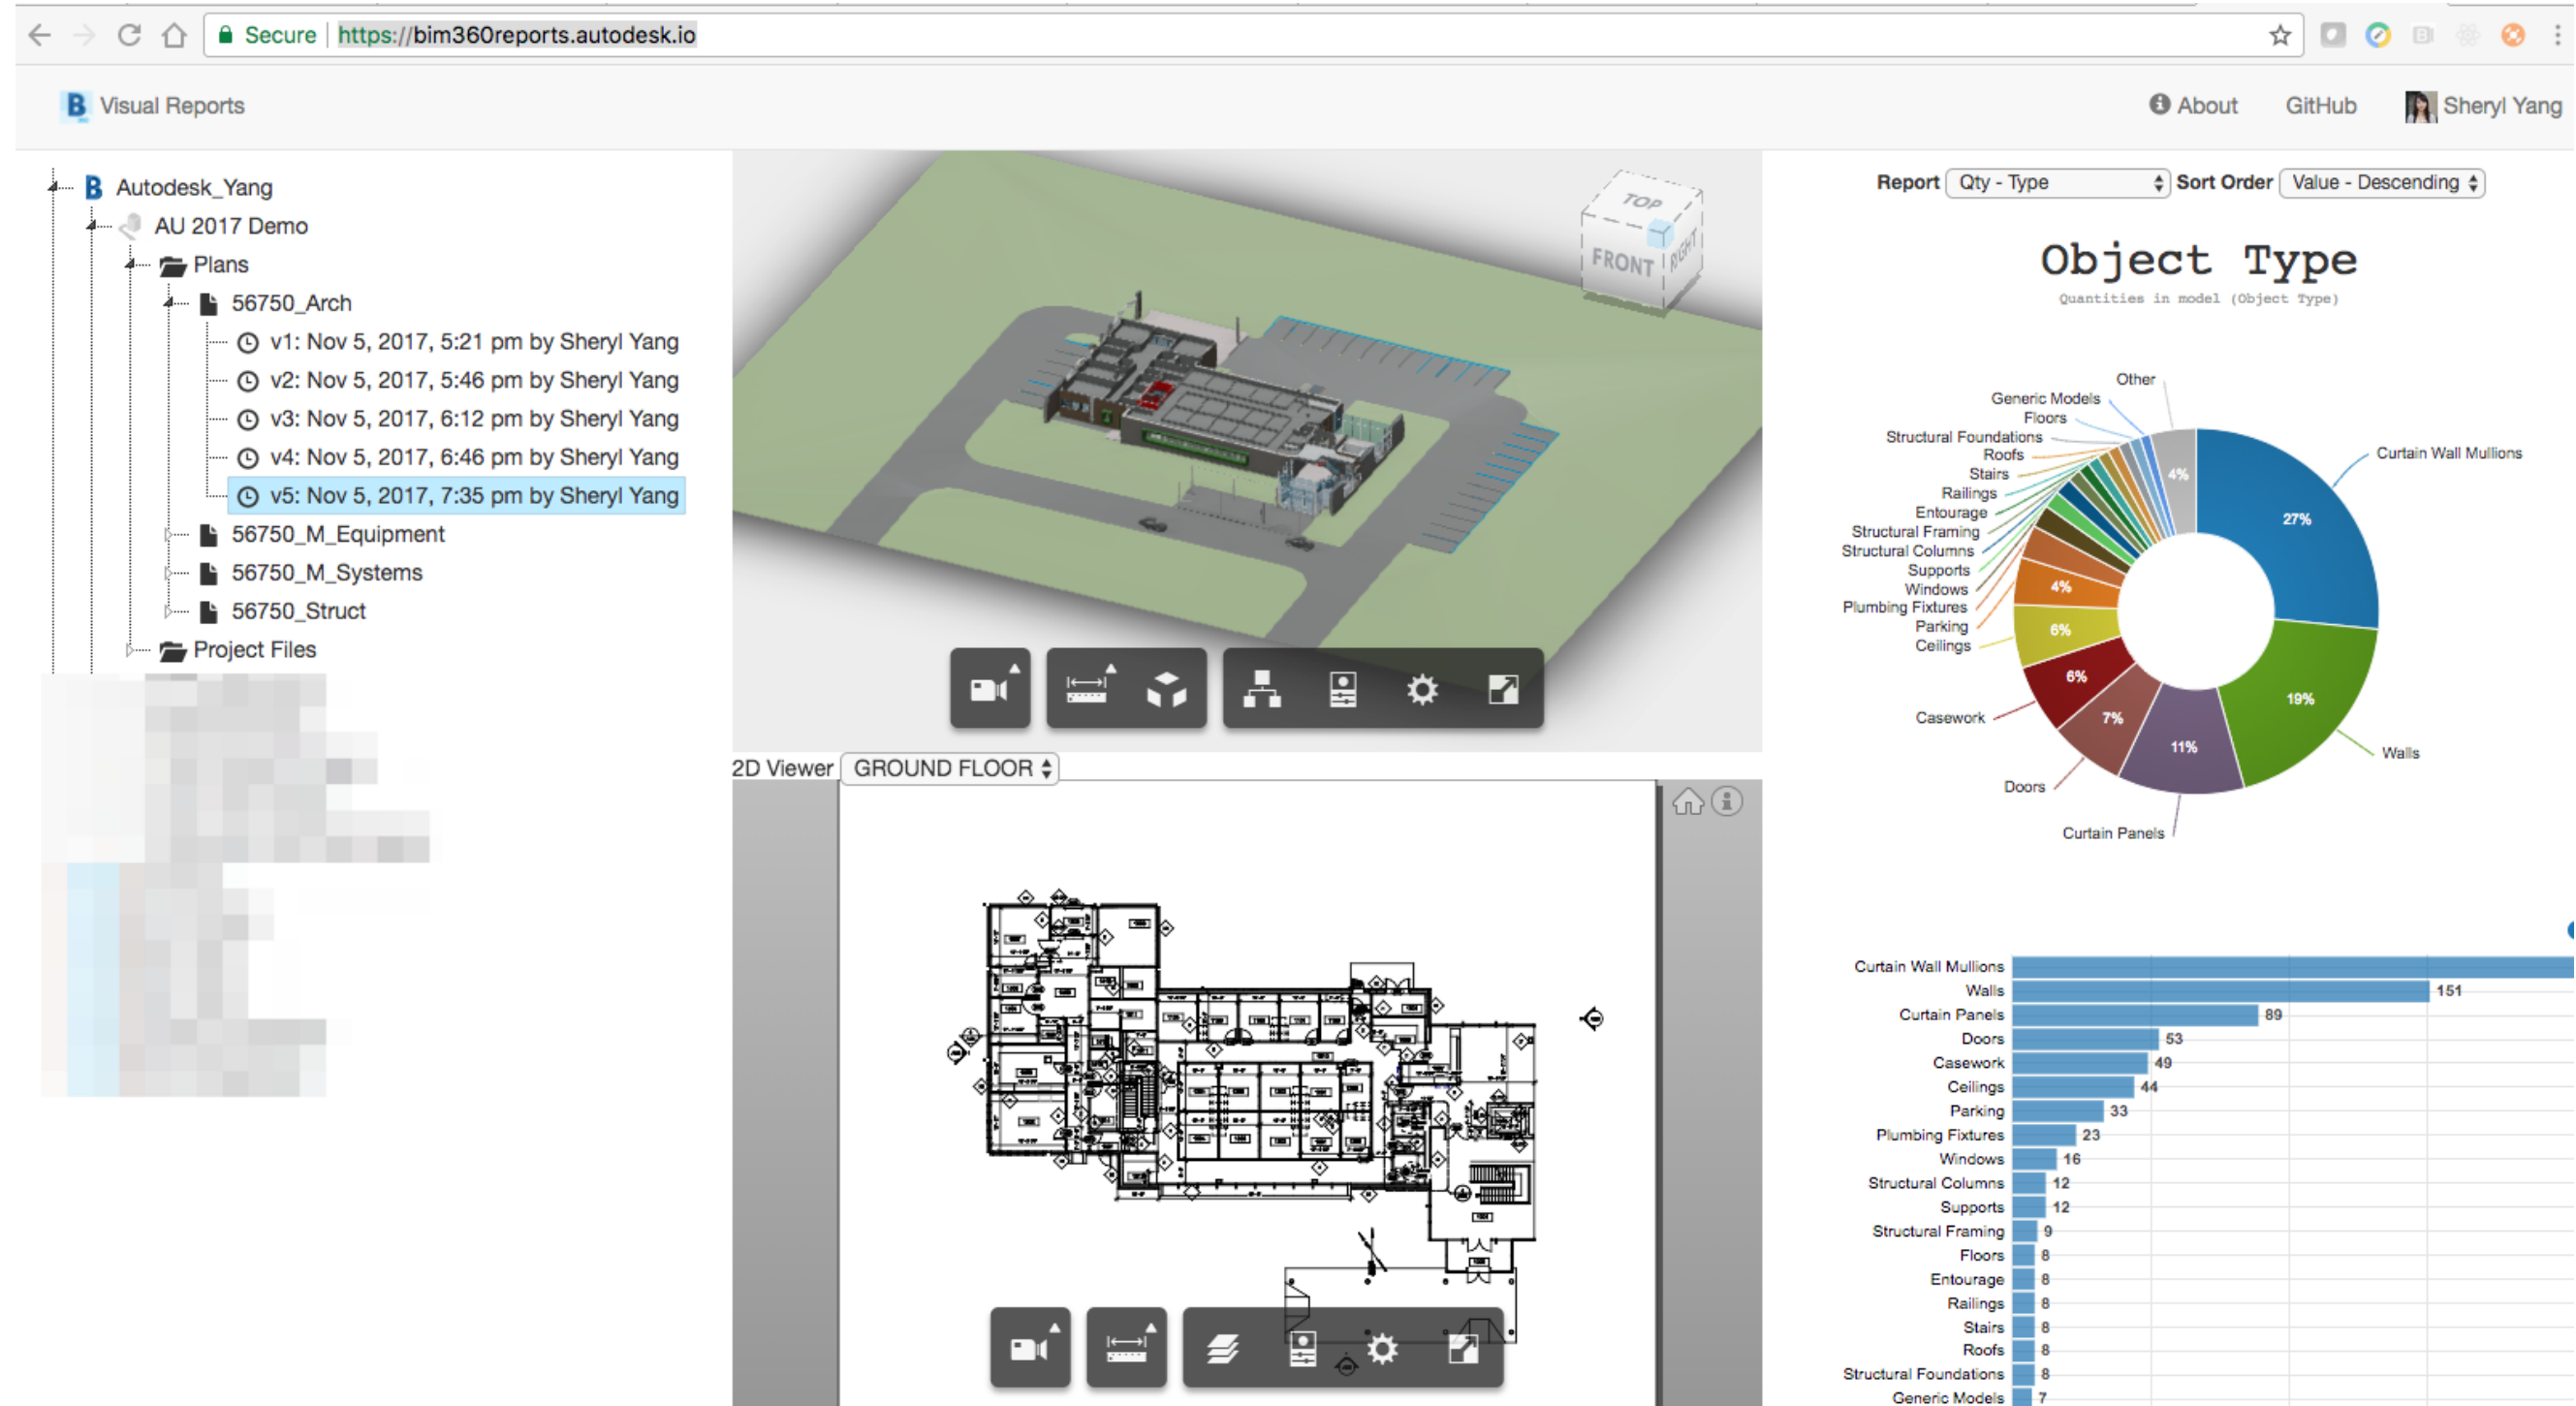 Secure https://bim360reports.autodesk.io
Visual Reports
About GitHub Sheryl Yang
Autodesk_Yang
AU 2017 Demo
Plans
56750_Arch
v1: Nov 5, 2017, 5:21 pm by Sheryl Yang
v2: Nov 5, 2017, 5:46 pm by Sheryl Yang
v3: Nov 5, 2017, 6:12 pm by Sheryl Yang
v4: Nov 5, 2017, 6:46 pm by Sheryl Yang
v5: Nov 5, 2017, 7:35 pm by Sheryl Yang
56750_M_Equipment
56750_M_Systems
56750_Struct
Project Files
TOP
FRONT
RIGHT
2D Viewer GROUND FLOOR
Report Qty - Type Sort Order Value - Descending
Object Type
Quantities in model (Object Type)
Other
Generic Models
Floors
Structural Foundations
Roofs
Stairs
Railings
Entourage
Structural Framing
Structural Columns
Supports
Windows
Plumbing Fixtures
Parking
Ceilings
Casework
Doors
Curtain Panels
Walls
Curtain Wall Mullions
27%
19%
11%
7%
6%
6%
4%
4%
Curtain Wall Mullions
Walls 151
Curtain Panels 89
Doors 53
Casework 49
Ceilings 44
Parking 33
Plumbing Fixtures 23
Windows 16
Structural Columns 12
Supports 12
Structural Framing 9
Floors 8
Entourage 8
Railings 8
Stairs 8
Roofs 8
Structural Foundations 8
Generic Models 7